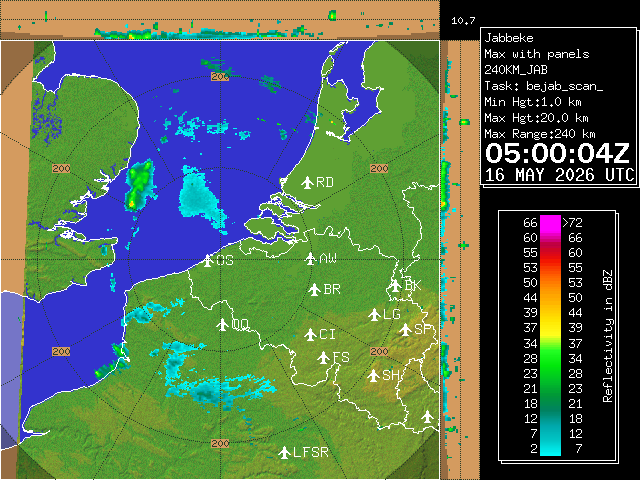 10.7
Jabbeke
Max with panels
240KM_JAB
Task: bejab_scan_
Min Hgt:1.0 km
Max Hgt:20.0 km
Max Range:240 km
05:00:04Z
16 MAY 2026 UTC
200
200
200
RD
OS
AW
BR
BK
LG
QO
CI
SP
FS
200
200
SH
200
LFSR
66 >72
60 66
55 60
53 55
50 53
44 50
39 44
37 39
34 37
28 34
23 28
21 23
18 21
12 18
7 12
2 7
Reflectivity in dBZ